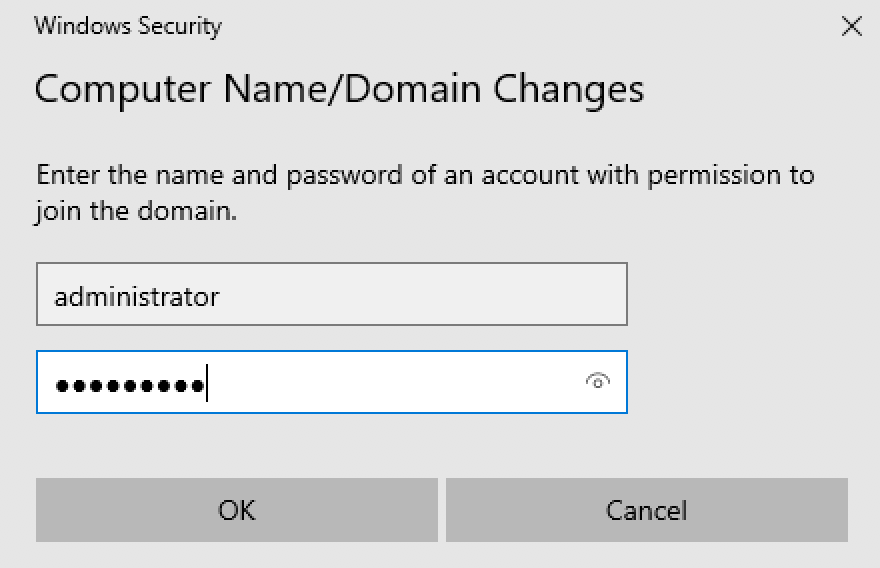 Windows Security
Computer Name/Domain Changes
Enter the name and password of an account with permission to
join the domain.
administrator
●●●●●●●●●
OK
Cancel